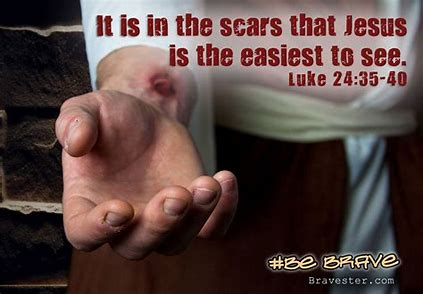 It is in the scars that Jesus
is the easiest to see.
Luke 24:35-40
#BE BRAVE
Bravester.com